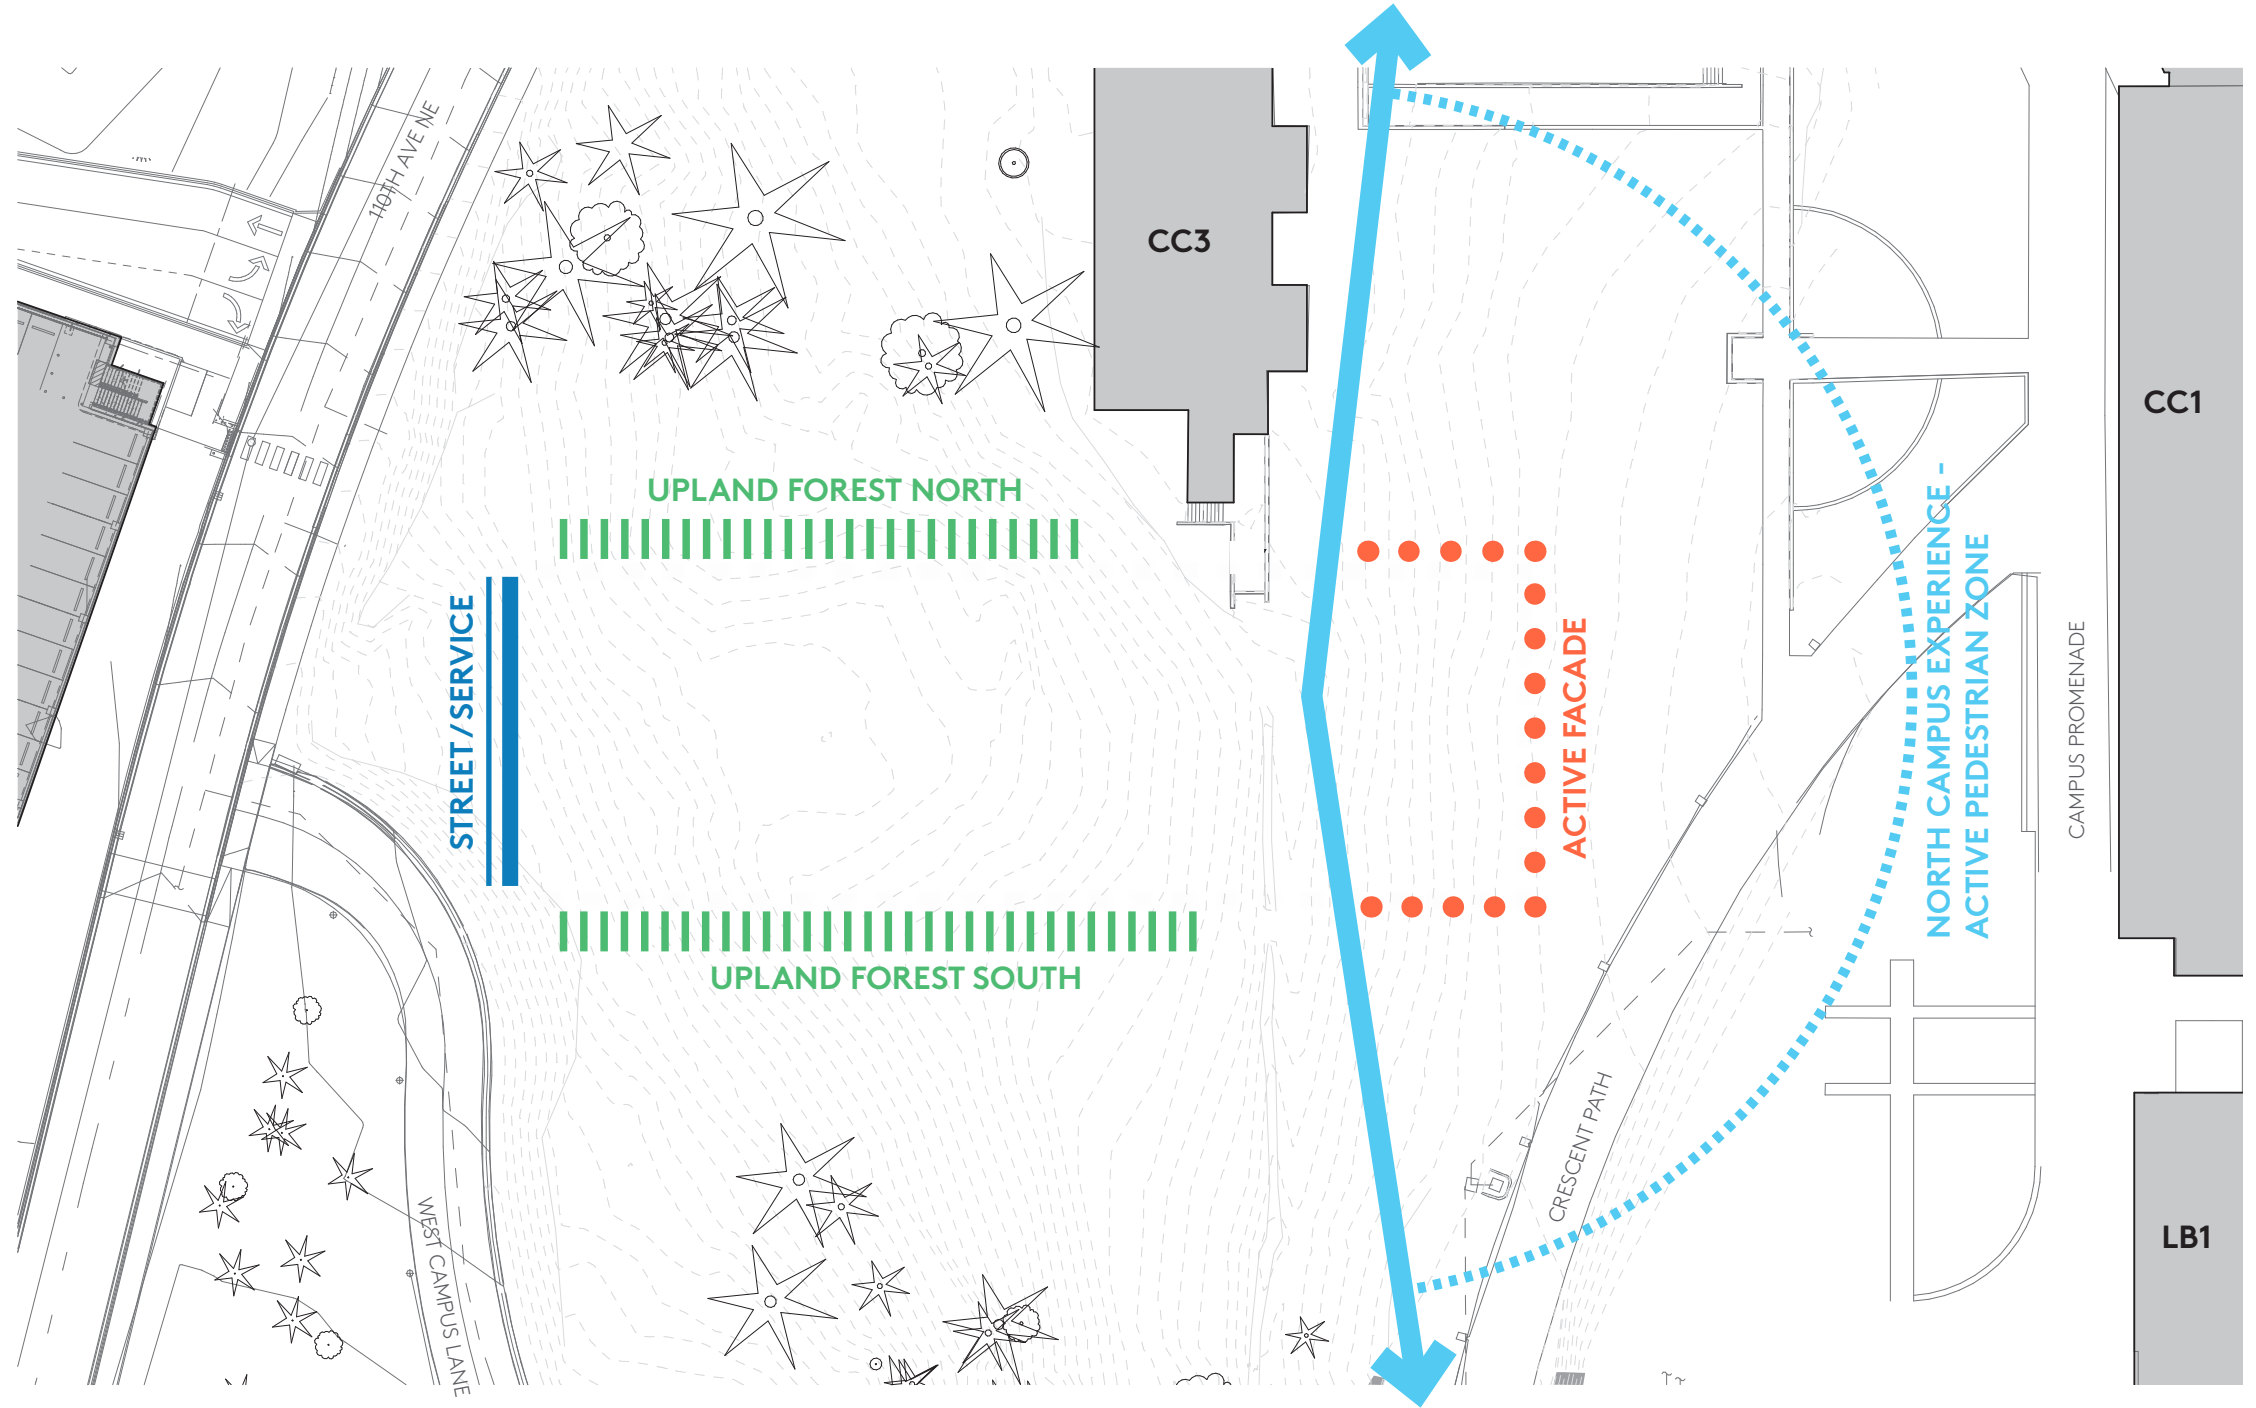 110TH AVE NE
CC3
CC1
UPLAND FOREST NORTH
STREET/SERVICE
ACTIVE FACADE
NORTH CAMPUS EXPERIENCE -
ACTIVE PEDESTRIAN ZONE
CAMPUS PROMENADE
UPLAND FOREST SOUTH
CRESCENT PATH
WEST CAMPUS LANE
LB1